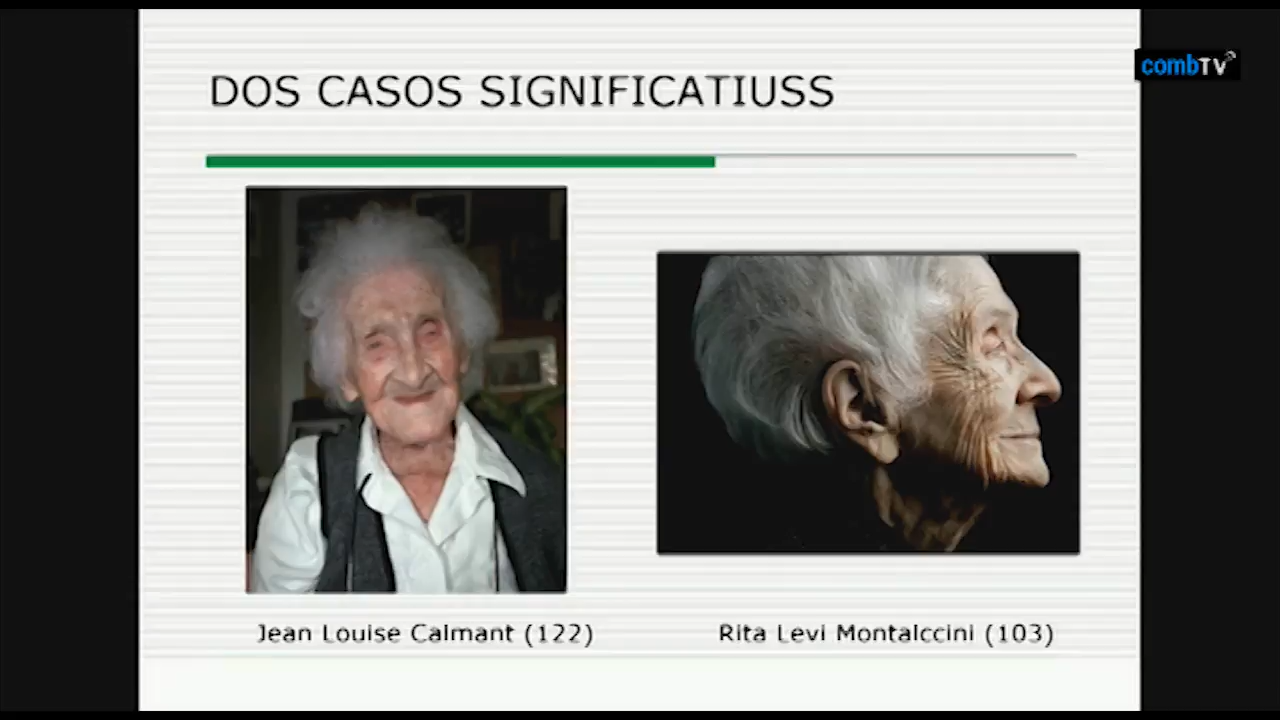 DOS CASOS SIGNIFICATIUSS
combTV
Jean Louise Calmant (122)
Rita Levi Montalccini (103)